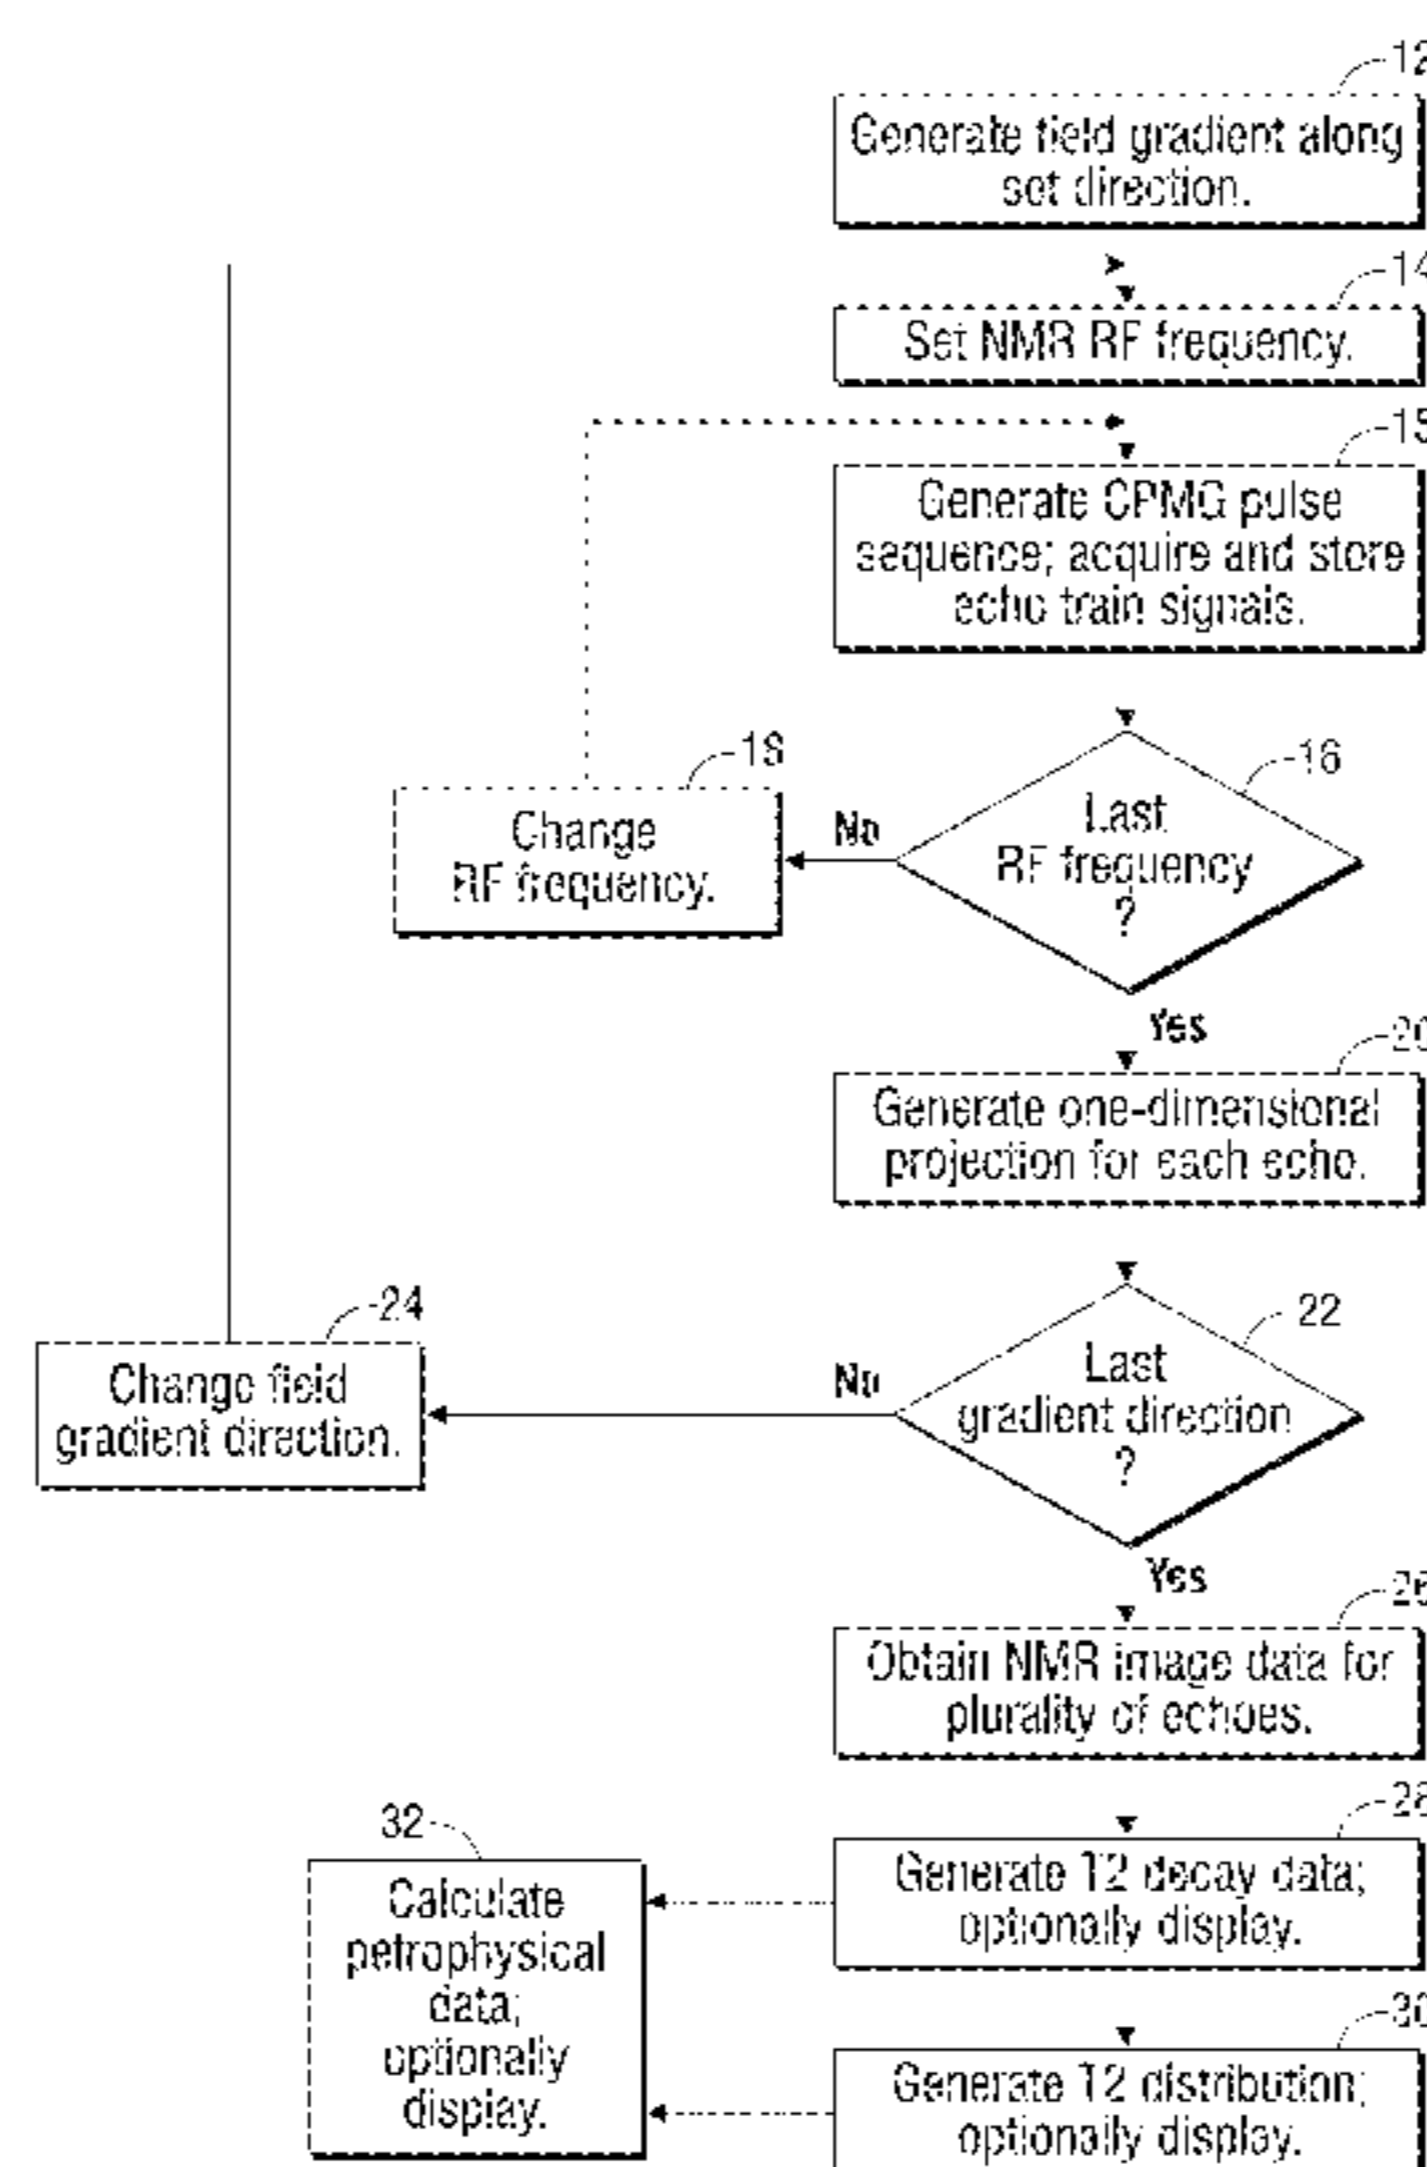 12
Generate field gradient along
set direction.
14
Set NMR RF frequency.
15
Generate CPMG pulse
sequence; acquire and store
echo train signals.
18
Change
RF frequency.
No
16
Last
RF frequency
?
Yes
20
Generate one-dimensional
projection for each echo.
24
Change field
gradient direction.
No
22
Last
gradient direction
?
Yes
Obtain NMR image data for
plurality of echoes.
28
Generate T2 decay data;
optionally display.
32
Calculate
petrophysical
data;
optionally
display.
30
Generate T2 distribution;
optionally display.